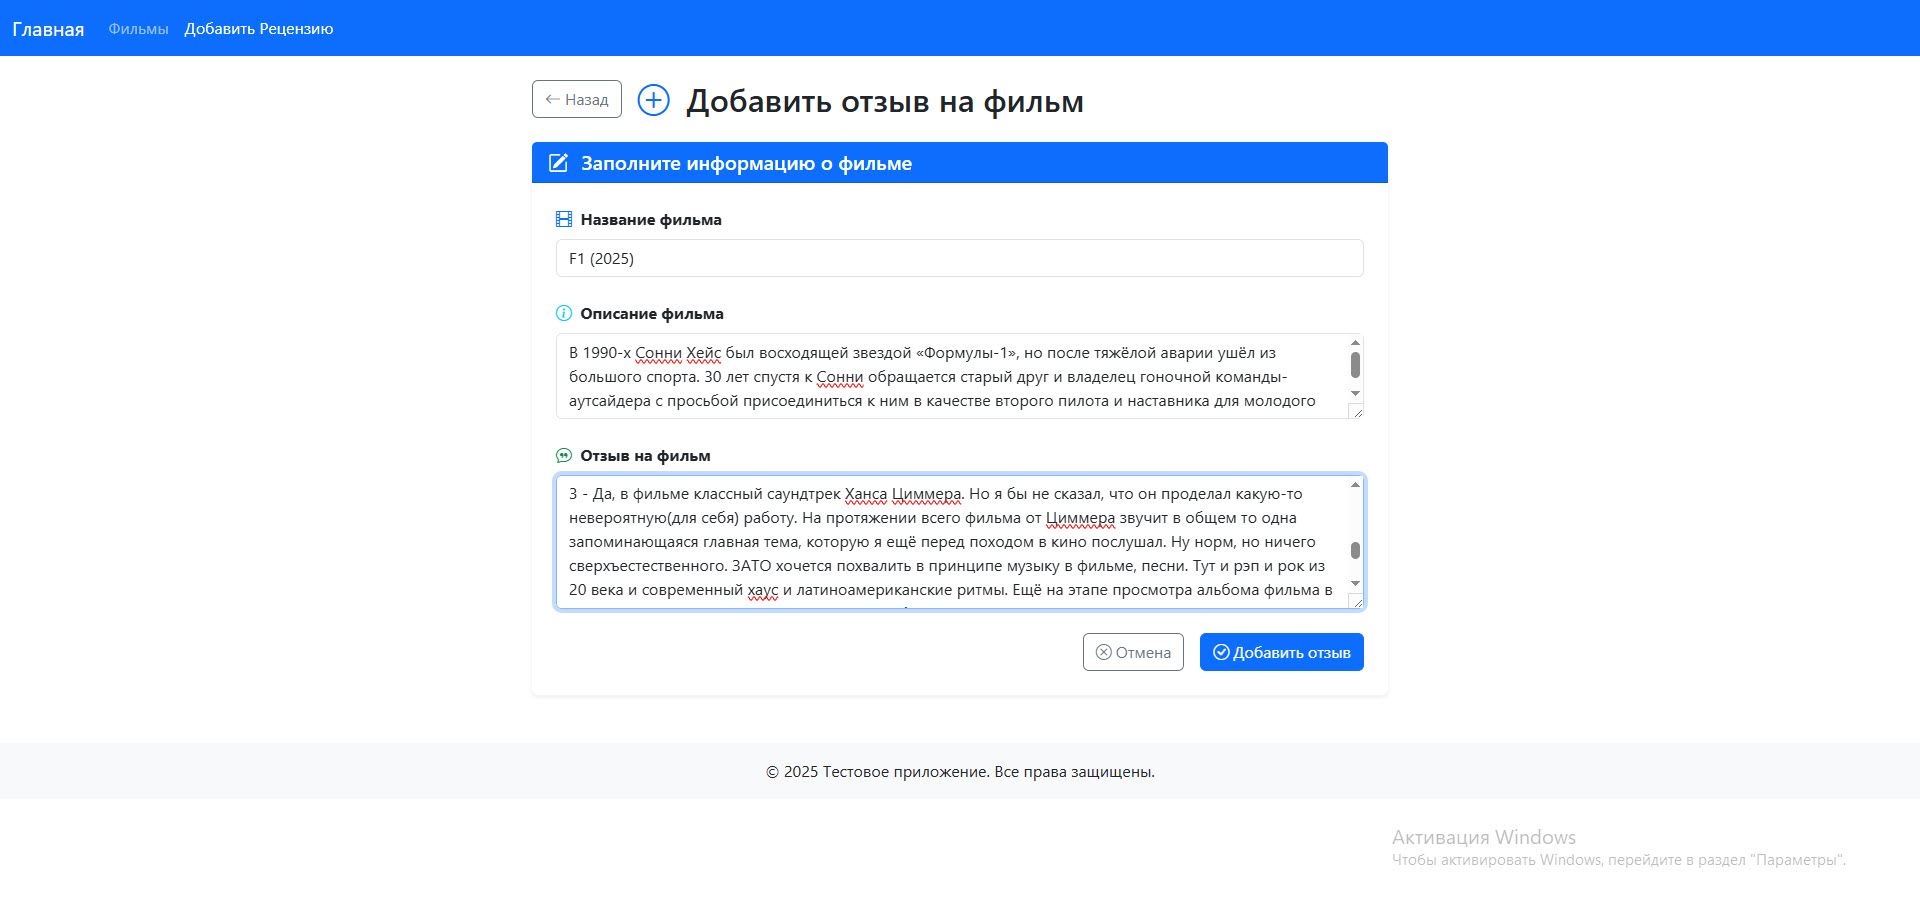 Главная Фильмы Добавить Рецензию
← Назад Добавить отзыв на фильм
Заполните информацию о фильме
Название фильма
F1 (2025)
Описание фильма
В 1990-х Сонни Хейс был восходящей звездой «Формулы-1», но после тяжёлой аварии ушёл из
большого спорта. 30 лет спустя к Сонни обращается старый друг и владелец гоночной команды-
аутсайдера с просьбой присоединиться к ним в качестве второго пилота и наставника для молодого
Отзыв на фильм
3 - Да, в фильме классный саундтрек Ханса Циммера. Но я бы не сказал, что он проделал какую-то
невероятную(для себя) работу. На протяжении всего фильма от Циммера звучит в общем то одна
запоминающаяся главная тема, которую я ещё перед походом в кино послушал. Ну норм, но ничего
сверхъестественного. ЗАТО хочется похвалить в принципе музыку в фильме, песни. Тут и рэп и рок из
20 века и современный хаус и латиноамериканские ритмы. Ещё на этапе просмотра альбома фильма в
Отмена Добавить отзыв
© 2025 Тестовое приложение. Все права защищены.
Активация Windows
Чтобы активировать Windows, перейдите в раздел "Параметры".